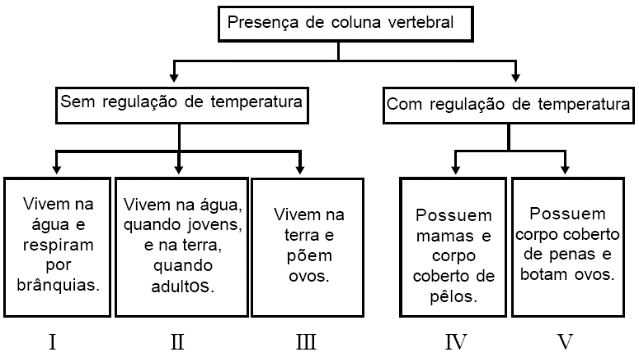 Presença de coluna vertebral
Sem regulação de temperatura
Com regulação de temperatura
Vivem na
água e
respiram
por
brânquias.
Vivem na água,
quando jovens,
e na terra,
quando
adultos.
Vivem na
terra e
põem
ovos.
Possuem
mamas e
corpo
coberto de
pêlos.
Possuem
corpo coberto
de penas e
botam ovos.
I
II
III
IV
V